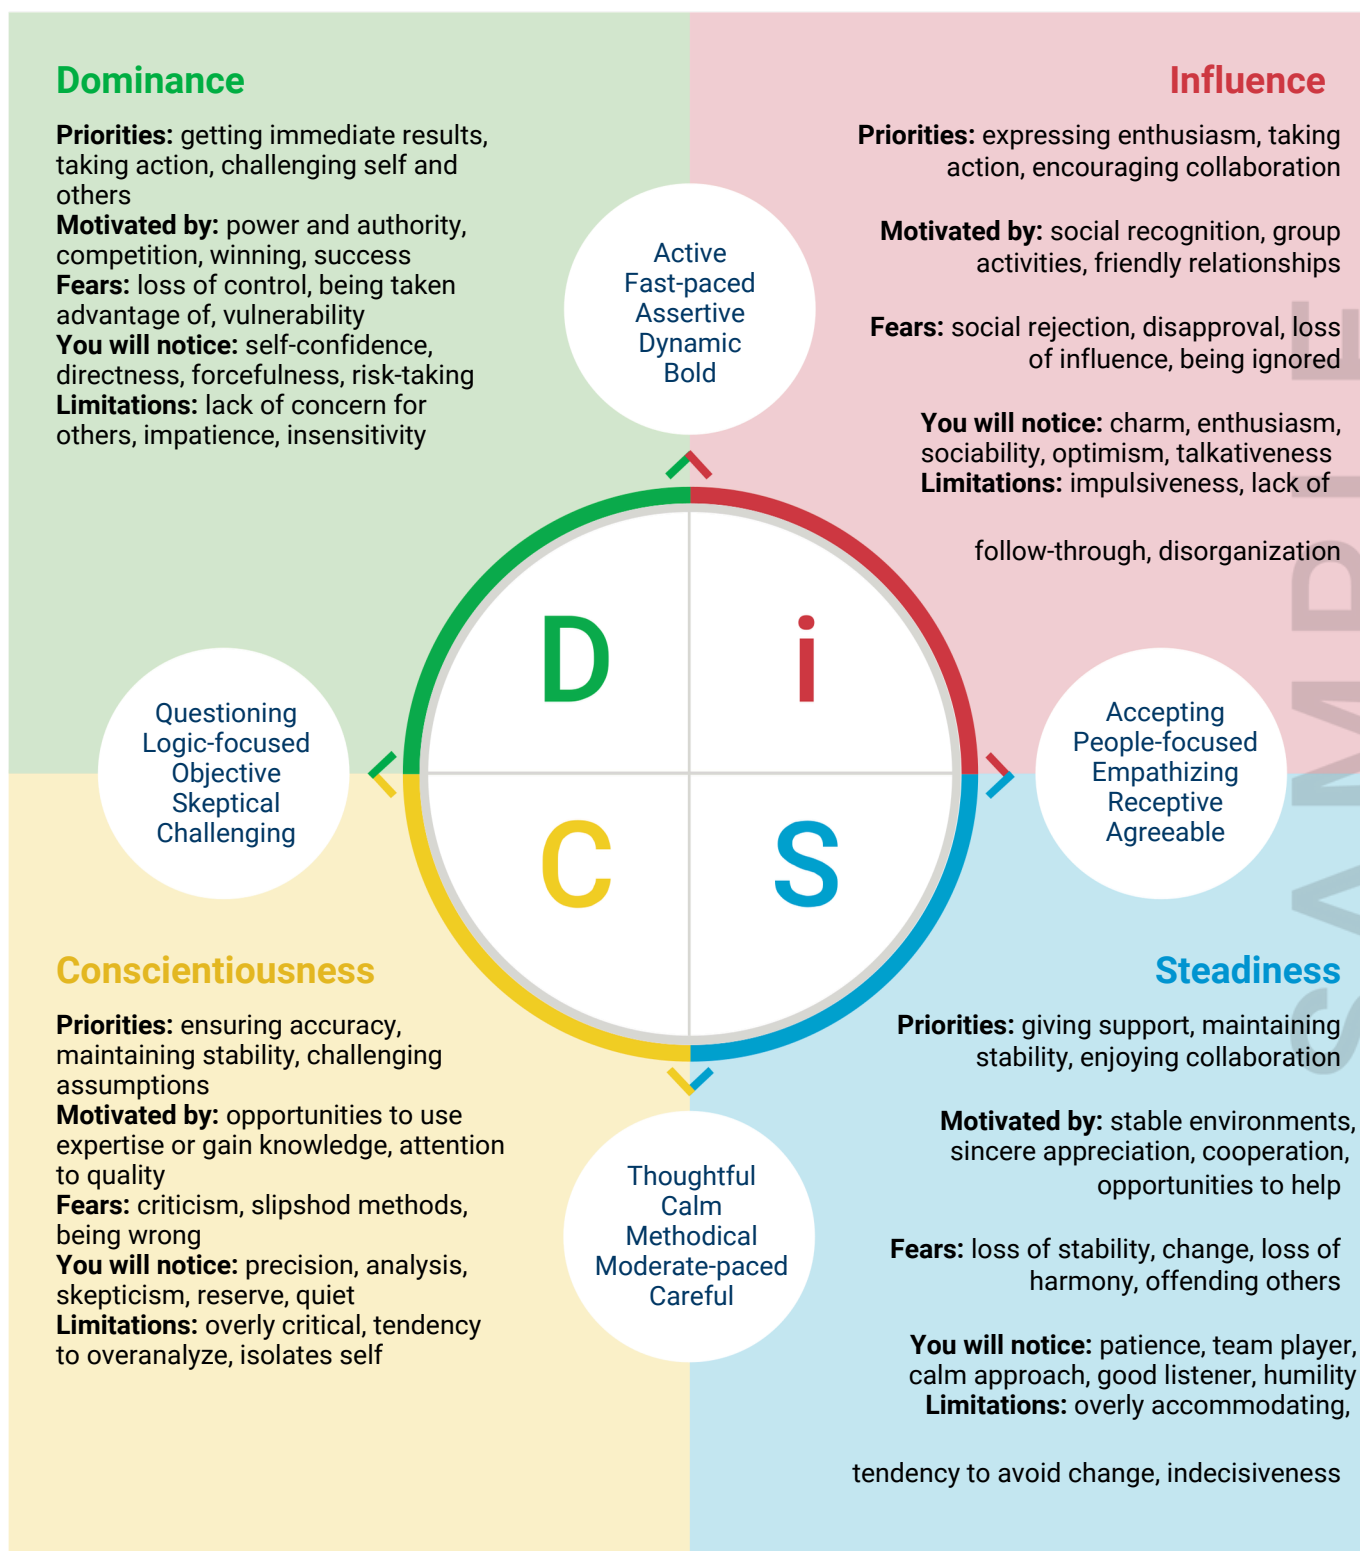 Dominance
Priorities: getting immediate results,
taking action, challenging self and
others
Motivated by: power and authority,
competition, winning, success
Fears: loss of control, being taken
advantage of, vulnerability
You will notice: self-confidence,
directness, forcefulness, risk-taking
Limitations: lack of concern for
others, impatience, insensitivity
Active
Fast-paced
Assertive
Dynamic
Bold
Influence
Priorities: expressing enthusiasm, taking
action, encouraging collaboration
Motivated by: social recognition, group
activities, friendly relationships
Fears: social rejection, disapproval, loss
of influence, being ignored
You will notice: charm, enthusiasm,
sociability, optimism, talkativeness
Limitations: impulsiveness, lack of
follow-through, disorganization
D
i
Questioning
Logic-focused
Objective
Skeptical
Challenging
Accepting
People-focused
Empathizing
Receptive
Agreeable
C
S
Conscientiousness
Priorities: ensuring accuracy,
maintaining stability, challenging
assumptions
Motivated by: opportunities to use
expertise or gain knowledge, attention
to quality
Fears: criticism, slipshod methods,
being wrong
You will notice: precision, analysis,
skepticism, reserve, quiet
Limitations: overly critical, tendency
to overanalyze, isolates self
Thoughtful
Calm
Methodical
Moderate-paced
Careful
Steadiness
Priorities: giving support, maintaining
stability, enjoying collaboration
Motivated by: stable environments,
sincere appreciation, cooperation,
opportunities to help
Fears: loss of stability, change, loss of
harmony, offending others
You will notice: patience, team player,
calm approach, good listener, humility
Limitations: overly accommodating,
tendency to avoid change, indecisiveness
SAMPLE